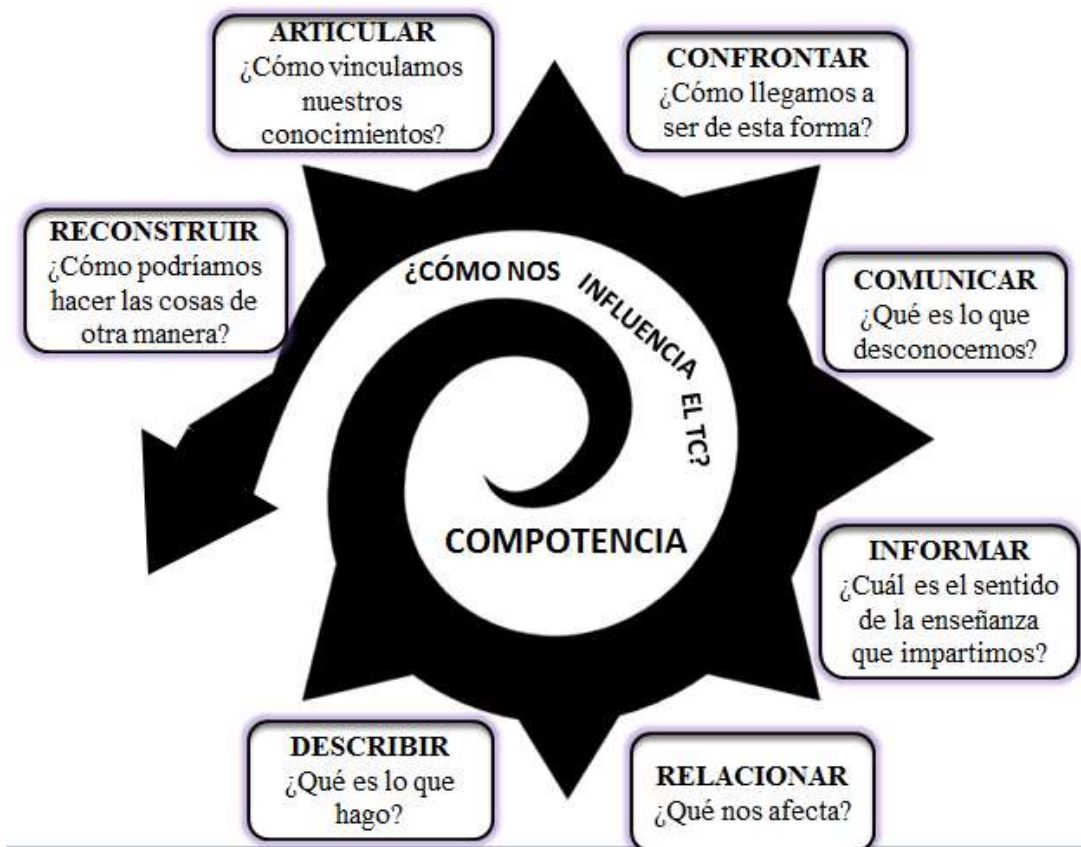 ARTICULAR
¿Cómo vinculamos
nuestros
conocimientos?
CONFRONTAR
¿Cómo llegamos a
ser de esta forma?
RECONSTRUIR
¿Cómo podríamos
hacer las cosas de
otra manera?
¿CÓMO NOS INFLUENCIA EL TC?
COMUNICAR
¿Qué es lo que
desconocemos?
COMPOTENCIA
INFORMAR
¿Cuál es el sentido
de la enseñanza
que impartimos?
DESCRIBIR
¿Qué es lo que
hago?
RELACIONAR
¿Qué nos afecta?